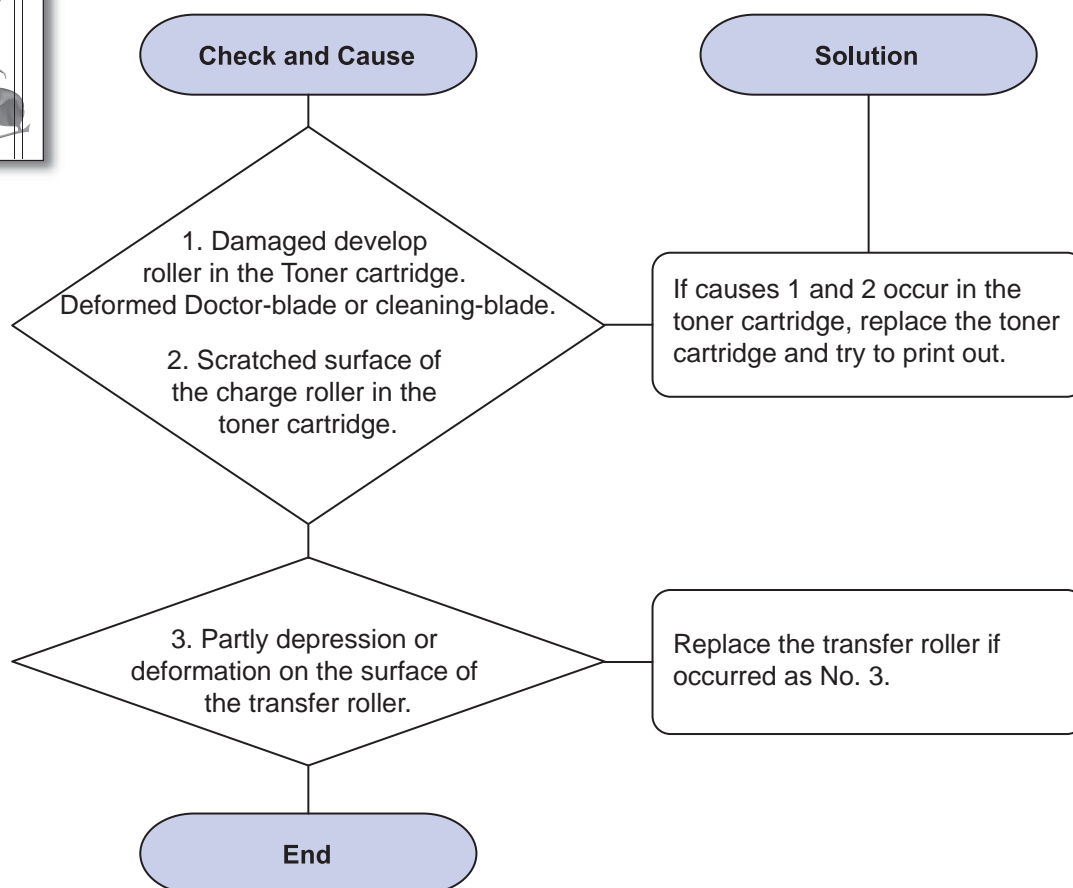 Check and Cause
Solution
1. Damaged develop
roller in the Toner cartridge.
Deformed Doctor-blade or cleaning-blade.
2. Scratched surface of
the charge roller in the
toner cartridge.
If causes 1 and 2 occur in the
toner cartridge, replace the toner
cartridge and try to print out.
3. Partly depression or
deformation on the surface of
the transfer roller.
Replace the transfer roller if
occurred as No. 3.
End